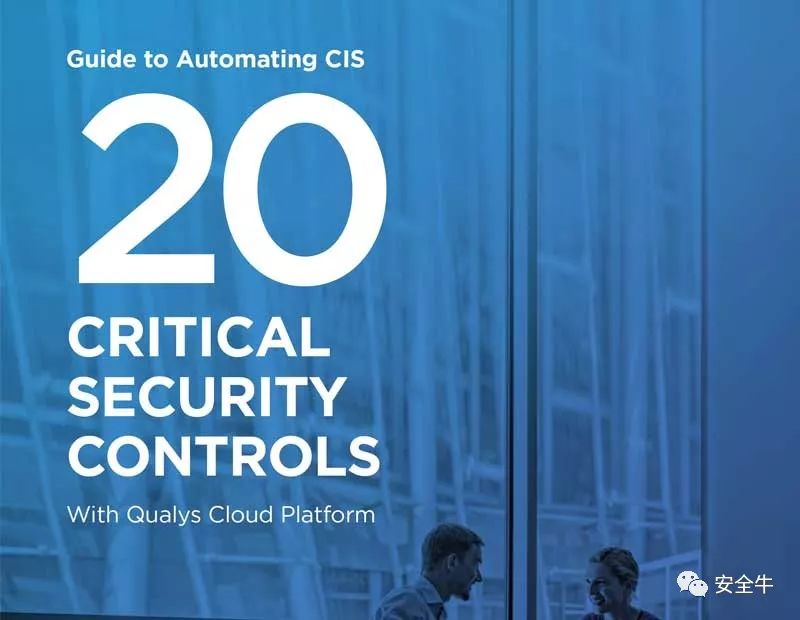 Guide to Automating CIS
20
CRITICAL
SECURITY
CONTROLS
With Qualys Cloud Platform
安全牛